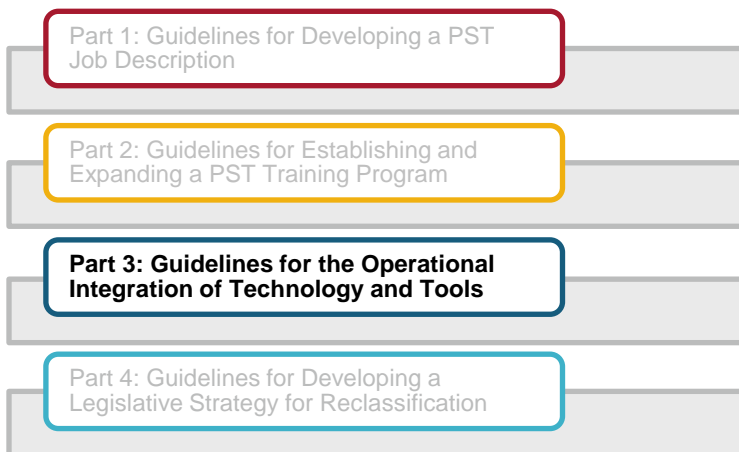 Part 1: Guidelines for Developing a PST
Job Description
Part 2: Guidelines for Establishing and
Expanding a PST Training Program
Part 3: Guidelines for the Operational
Integration of Technology and Tools
Part 4: Guidelines for Developing a
Legislative Strategy for Reclassification